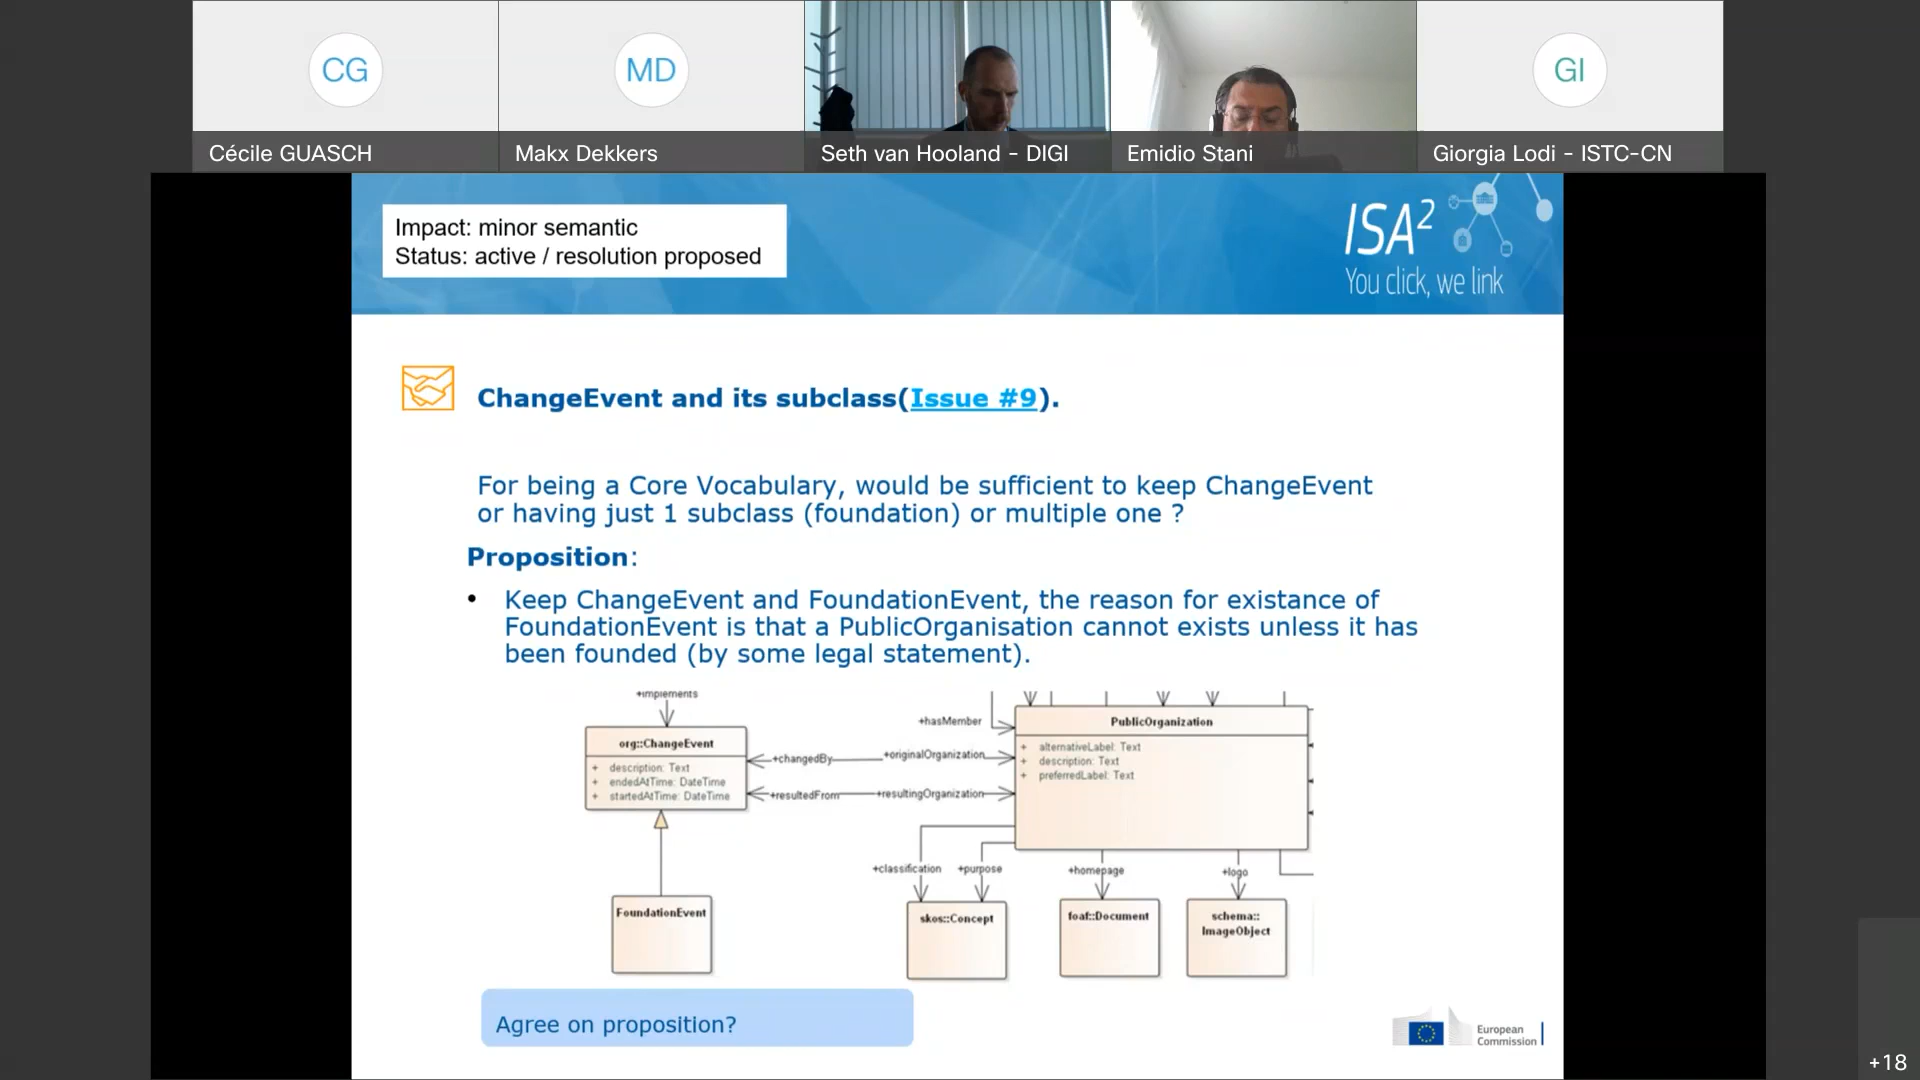 CG
MD
GI
Cécile GUASCH
Makx Dekkers
Seth van Hooland - DIGI
Emidio Stani
Giorgia Lodi - ISTC-CN
Impact: minor semantic
Status: active / resolution proposed
ISA²
You click, we link
ChangeEvent and its subclass(Issue #9).
For being a Core Vocabulary, would be sufficient to keep ChangeEvent
or having just 1 subclass (foundation) or multiple one ?
Proposition:
• Keep ChangeEvent and FoundationEvent, the reason for existance of
FoundationEvent is that a PublicOrganisation cannot exists unless it has
been founded (by some legal statement).
+implements
org::ChangeEvent
+ description: Text
+ endedAtTime: DateTime
+ startedAtTime: DateTime
FoundationEvent
+changedBy
+resultedFrom
+hasMember
+originalOrganization
+resultingOrganization
PublicOrganization
+ alternativeLabel: Text
+ description: Text
+ preferredLabel: Text
+classification
+purpose
+homepage
+logo
skos::Concept
foaf::Document
schema::
ImageObject
Agree on proposition?
European
Commission
+18